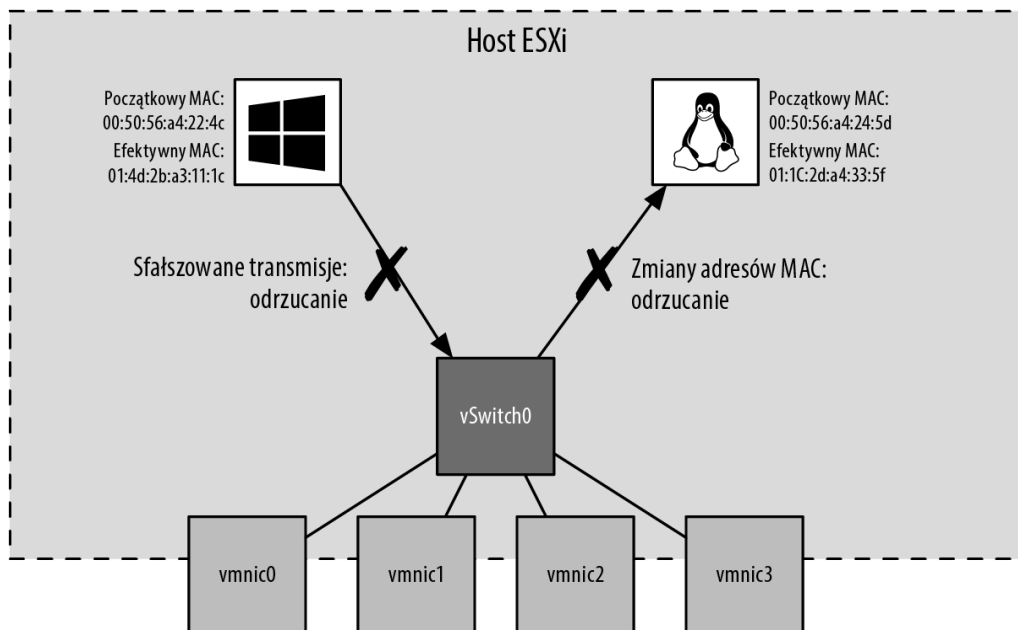 Host ESXi
Początkowy MAC:
00:50:56:a4:22:4c
Efektywny MAC:
01:4d:2b:a3:11:1c
Początkowy MAC:
00:50:56:a4:24:5d
Efektywny MAC:
01:1C:2d:a4:33:5f
Sfałszowane transmisje:
odrzucanie
Zmiany adresów MAC:
odrzucanie
vSwitch0
vmnic0
vmnic1
vmnic2
vmnic3